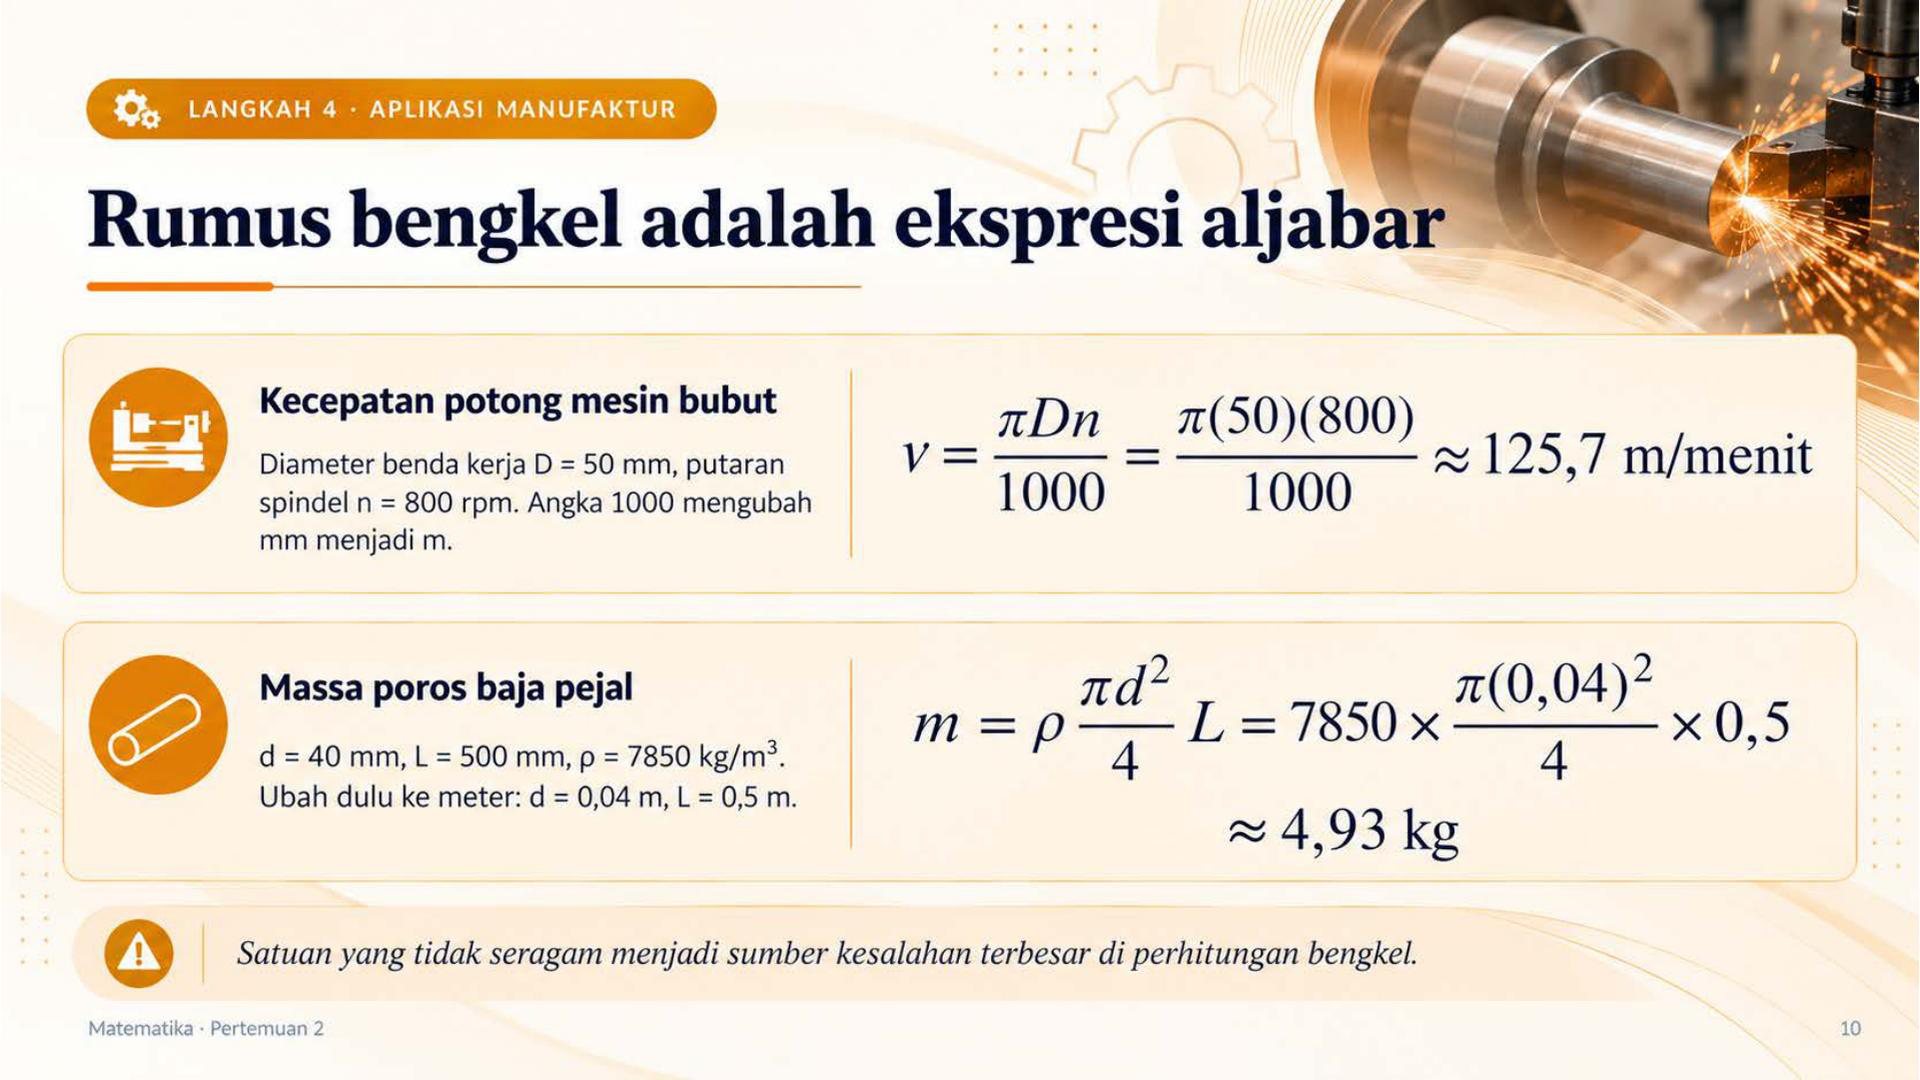 LANGKAH 4 · APLIKASI MANUFAKTUR
Rumus bengkel adalah ekspresi aljabar
Kecepatan potong mesin bubut
Diameter benda kerja D = 50 mm, putaran
spindel n = 800 rpm. Angka 1000 mengubah
mm menjadi m.
v = πDn/1000 = π(50)(800)/1000 ≈ 125,7 m/menit
Massa poros baja pejal
d = 40 mm, L = 500 mm, ρ = 7850 kg/m³.
Ubah dulu ke meter: d = 0,04 m, L = 0,5 m.
m = ρ πd²/4 L = 7850 × π(0,04)²/4 × 0,5
≈ 4,93 kg
Satuan yang tidak seragam menjadi sumber kesalahan terbesar di perhitungan bengkel.
Matematika · Pertemuan 2
10